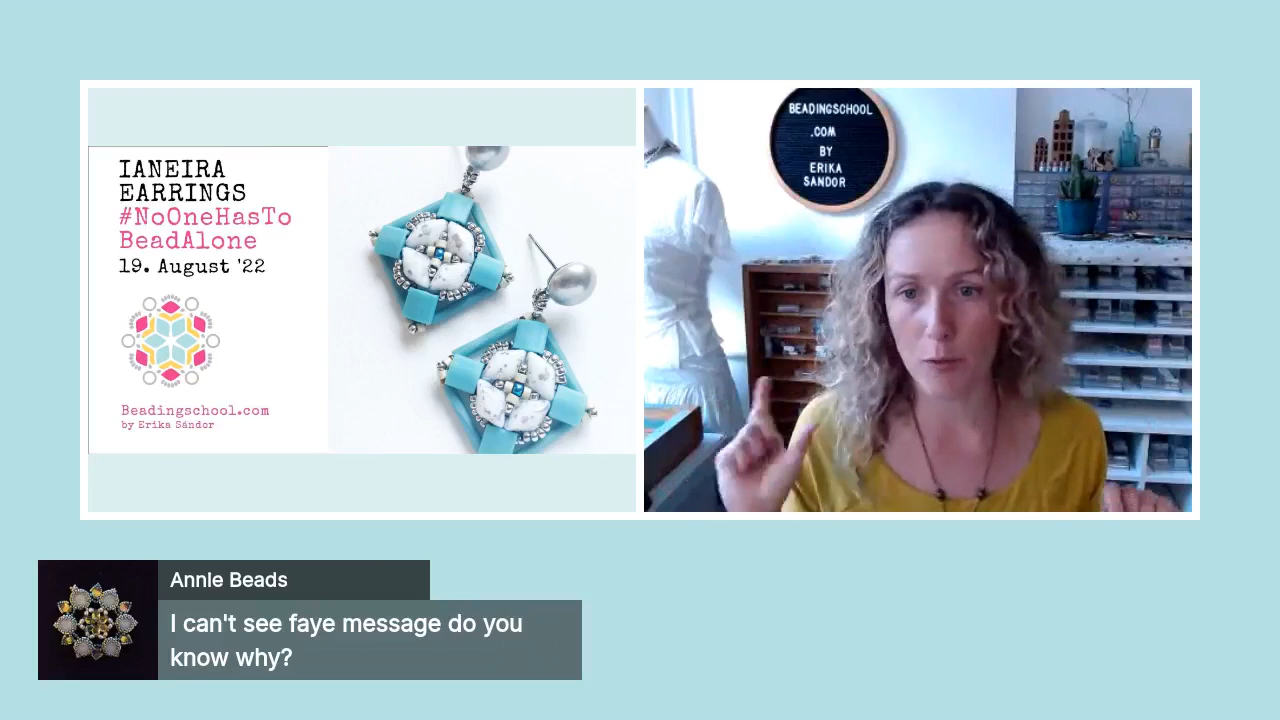 IANEIRA
EARRINGS
#NoOneHasTo
BeadAlone
19. August '22
Beadingschool.com
by Erika Sándor
BEADINGSCHOOL
.COM
BY
ERIKA
SANDOR
Annie Beads
I can't see faye message do you
know why?